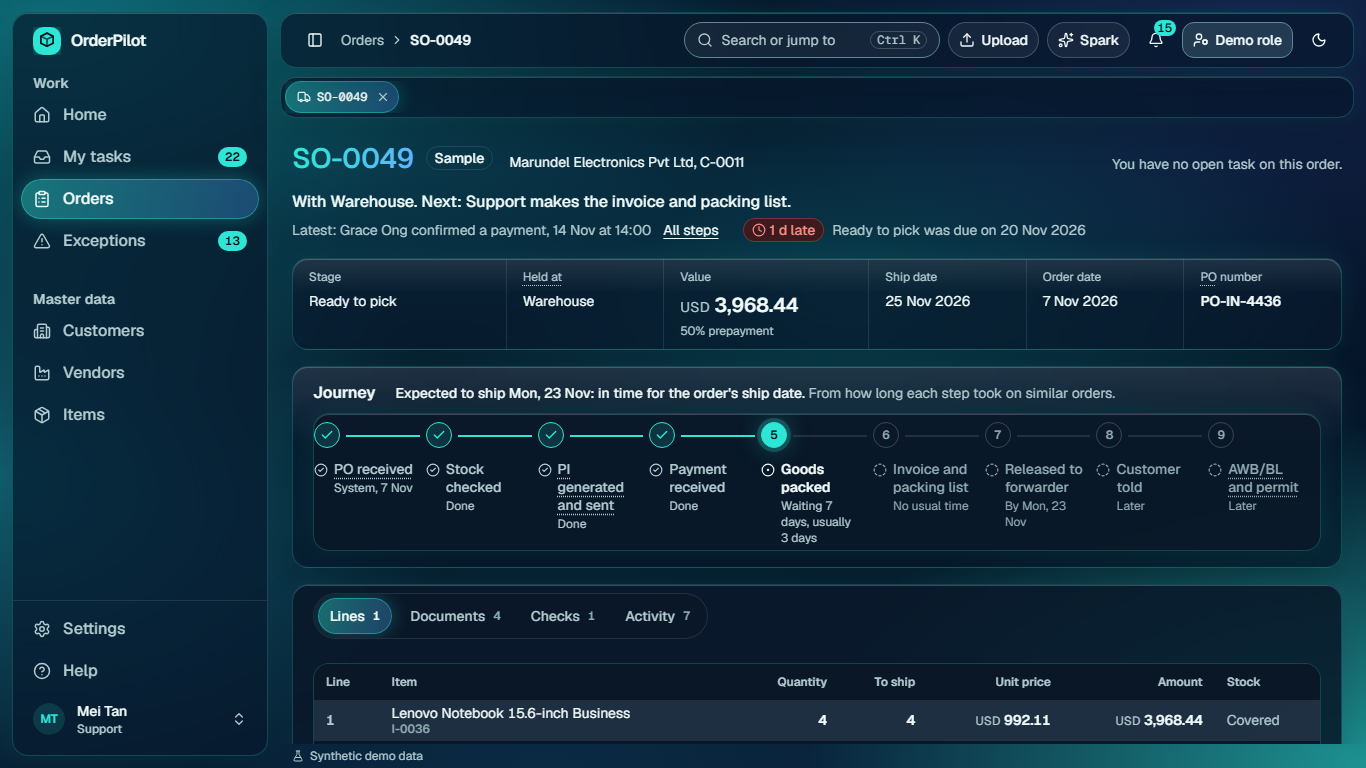 OrderPilot
Work
Home
My tasks 22
Orders
Exceptions 13
Master data
Customers
Vendors
Items
Settings
Help
MT Mei Tan
Support
Orders > SO-0049
Search or jump to Ctrl K
Upload
Spark
15
Demo role
SO-0049
SO-0049 Sample Marundel Electronics Pvt Ltd, C-0011
You have no open task on this order.
With Warehouse. Next: Support makes the invoice and packing list.
Latest: Grace Ong confirmed a payment, 14 Nov at 14:00 All steps 1 d late Ready to pick was due on 20 Nov 2026
Stage
Ready to pick
Held at
Warehouse
Value
USD 3,968.44
50% prepayment
Ship date
25 Nov 2026
Order date
7 Nov 2026
PO number
PO-IN-4436
Journey Expected to ship Mon, 23 Nov: in time for the order's ship date. From how long each step took on similar orders.
PO received
System, 7 Nov
Stock
checked
Done
PI
generated
and sent
Done
Payment
received
Done
5
Goods
packed
Waiting 7
days, usually
3 days
6
Invoice and
packing list
No usual time
7
Released to
forwarder
By Mon, 23
Nov
8
Customer
told
Later
9
AWB/BL
and permit
Later
Lines 1 Documents 4 Checks 1 Activity 7
Line Item Quantity To ship Unit price Amount Stock
1 Lenovo Notebook 15.6-inch Business 4 4 USD 992.11 USD 3,968.44 Covered
I-0036
Synthetic demo data